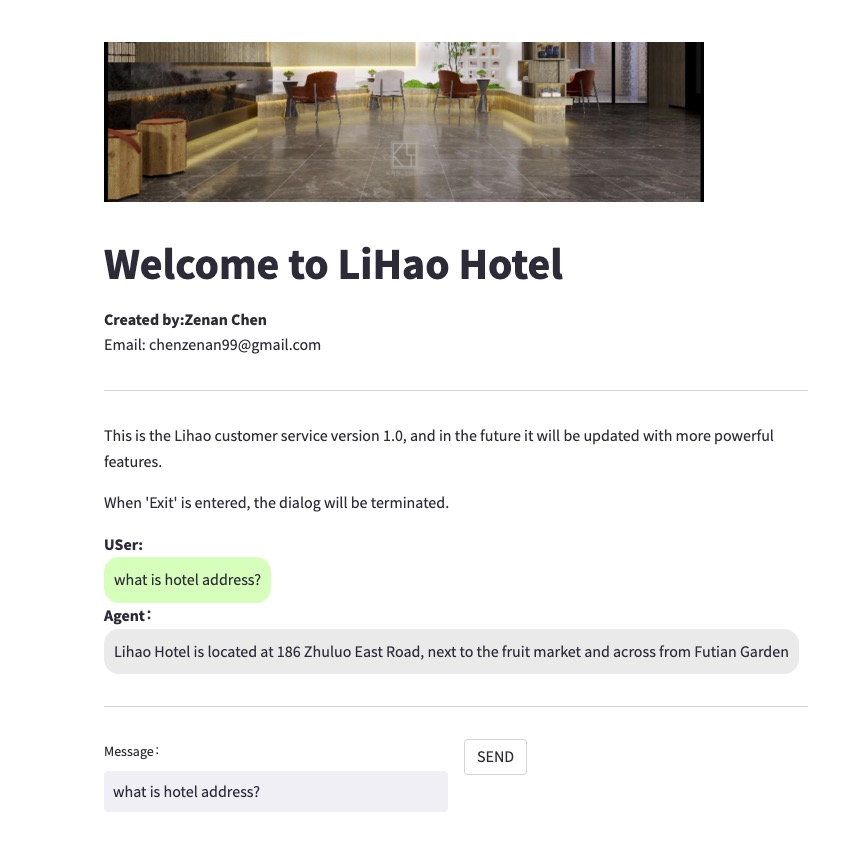 Welcome to LiHao Hotel
Created by:Zenan Chen
Email: chenzenan99@gmail.com
This is the Lihao customer service version 1.0, and in the future it will be updated with more powerful
features.
When 'Exit' is entered, the dialog will be terminated.
USer:
what is hotel address?
Agent：
Lihao Hotel is located at 186 Zhuluo East Road, next to the fruit market and across from Futian Garden
Message：
SEND
what is hotel address?